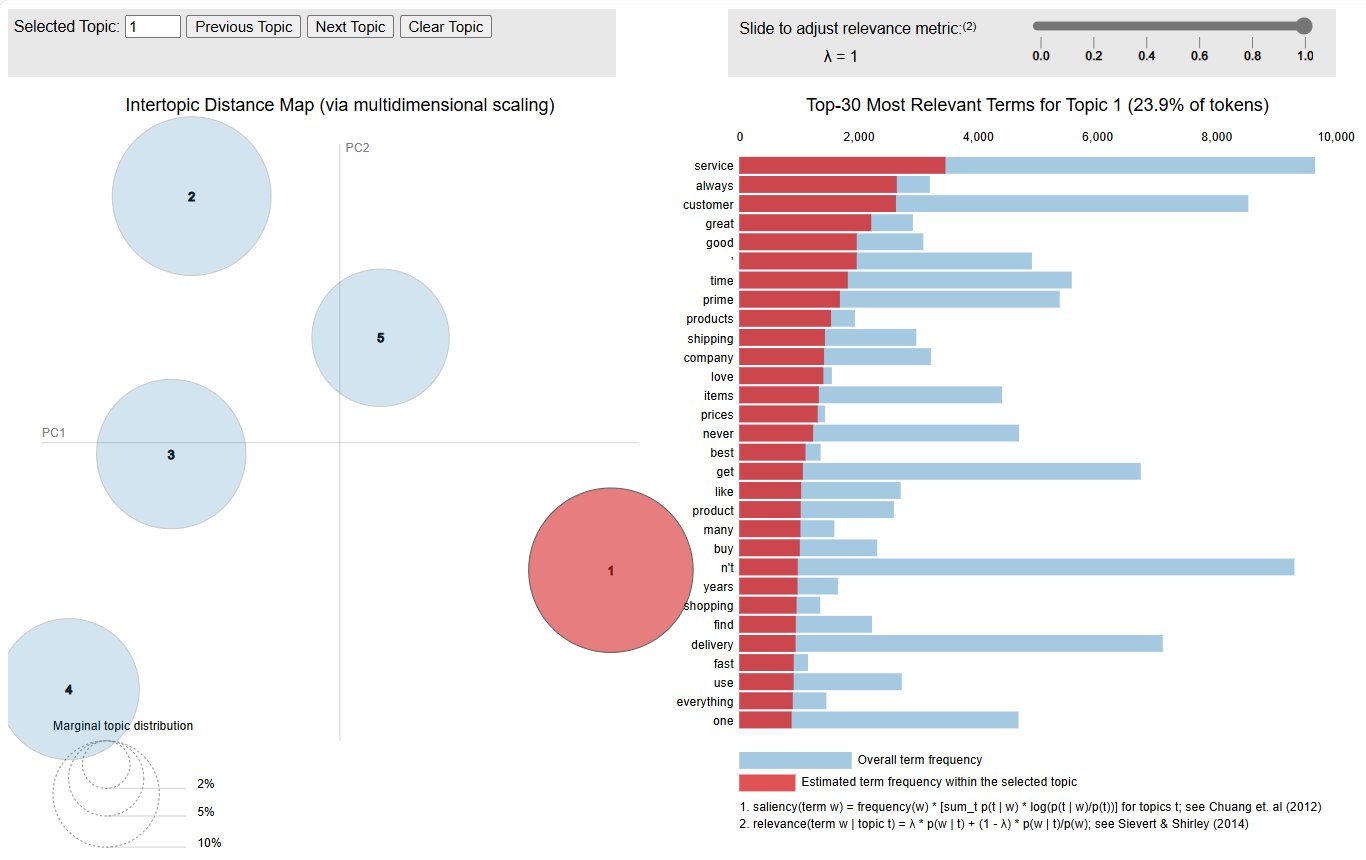 Selected Topic: 1 Previous Topic Next Topic Clear Topic
Slide to adjust relevance metric:(2)
λ = 1
0.0 0.2 0.4 0.6 0.8 1.0
Intertopic Distance Map (via multidimensional scaling)
PC2
PC1
2
5
3
1
4
Marginal topic distribution
2%
5%
10%
Top-30 Most Relevant Terms for Topic 1 (23.9% of tokens)
0 2,000 4,000 6,000 8,000 10,000
service
always
customer
great
good
’
time
prime
products
shipping
company
love
items
prices
never
best
get
like
product
many
buy
n't
years
shopping
find
delivery
fast
use
everything
one
Overall term frequency
Estimated term frequency within the selected topic
1. saliency(term w) = frequency(w) * [sum_t p(t | w) * log(p(t | w)/p(t))] for topics t; see Chuang et. al (2012)
2. relevance(term w | topic t) = λ * p(w | t) + (1 - λ) * p(w | t)/p(w); see Sievert & Shirley (2014)